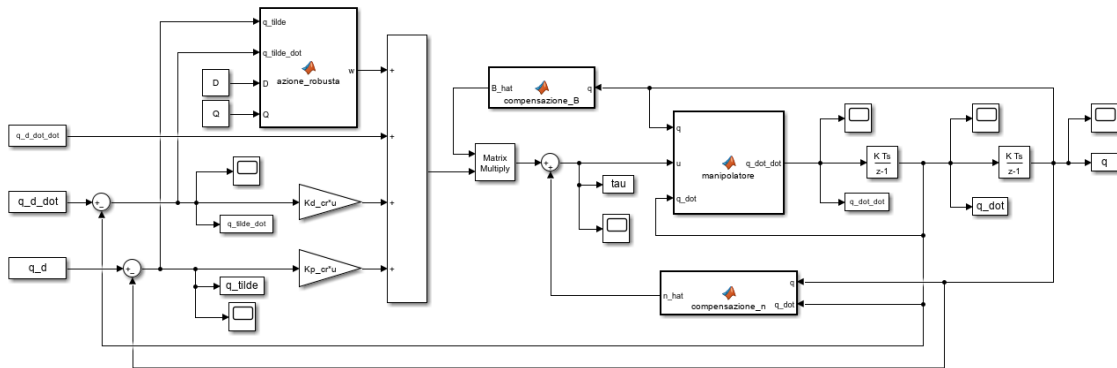 q_tilde
q_tilde_dot
D
Q
w
azione_robusta
D
Q
q_d_dot_dot
q_d_dot
q_d
+
−
+
−
q_tilde_dot
q_tilde
Kd_cr*u
Kp_cr*u
+
+
+
+
B_hat
q
compensazione_B
Matrix
Multiply
+
+
tau
q
u
q_dot
q_dot_dot
manipolatore
K Ts
z-1
q_dot_dot
K Ts
z-1
q_dot
q
n_hat
q
q_dot
compensazione_n